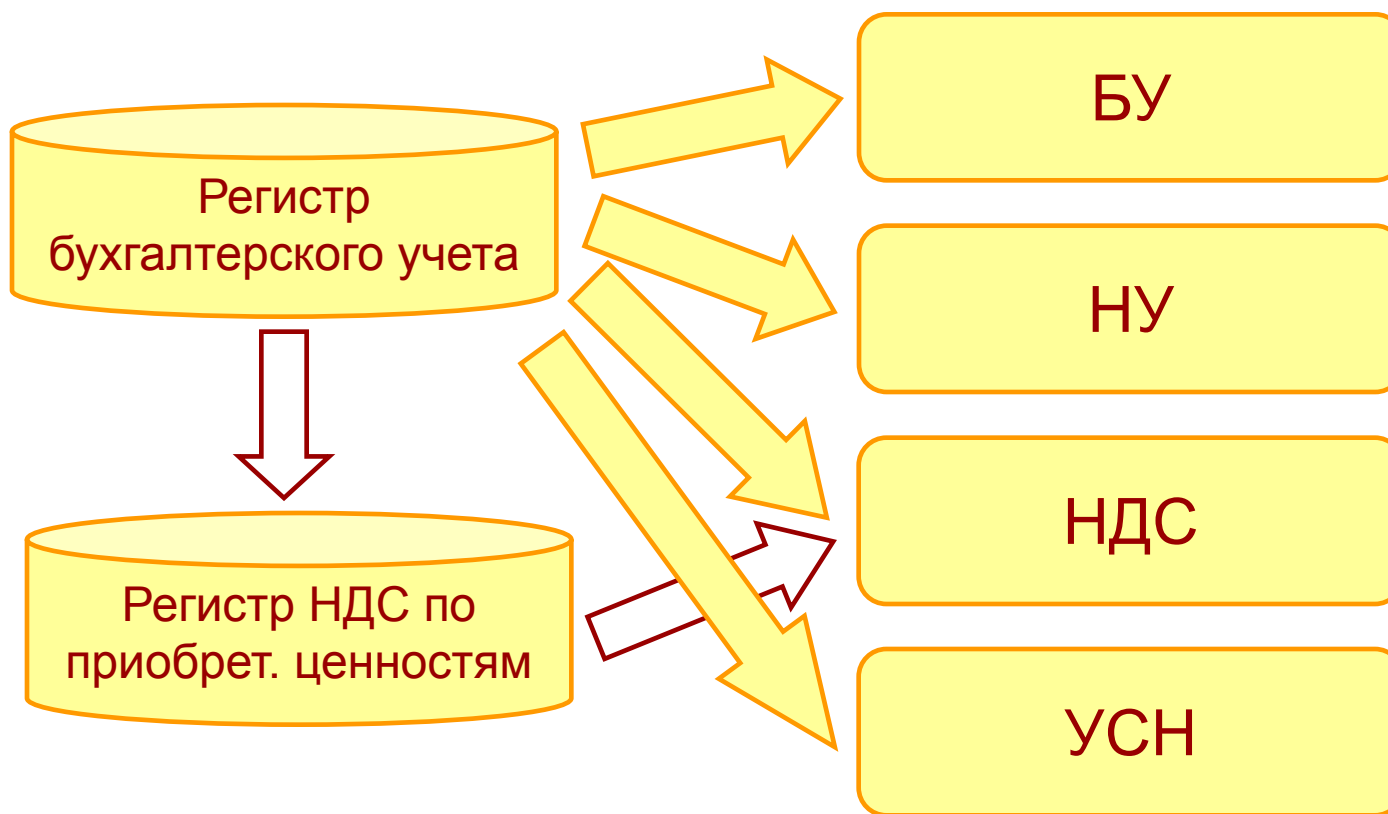 Регистр
бухгалтерского учета
Регистр НДС по
приобрет. ценностям
БУ
НУ
НДС
УСН